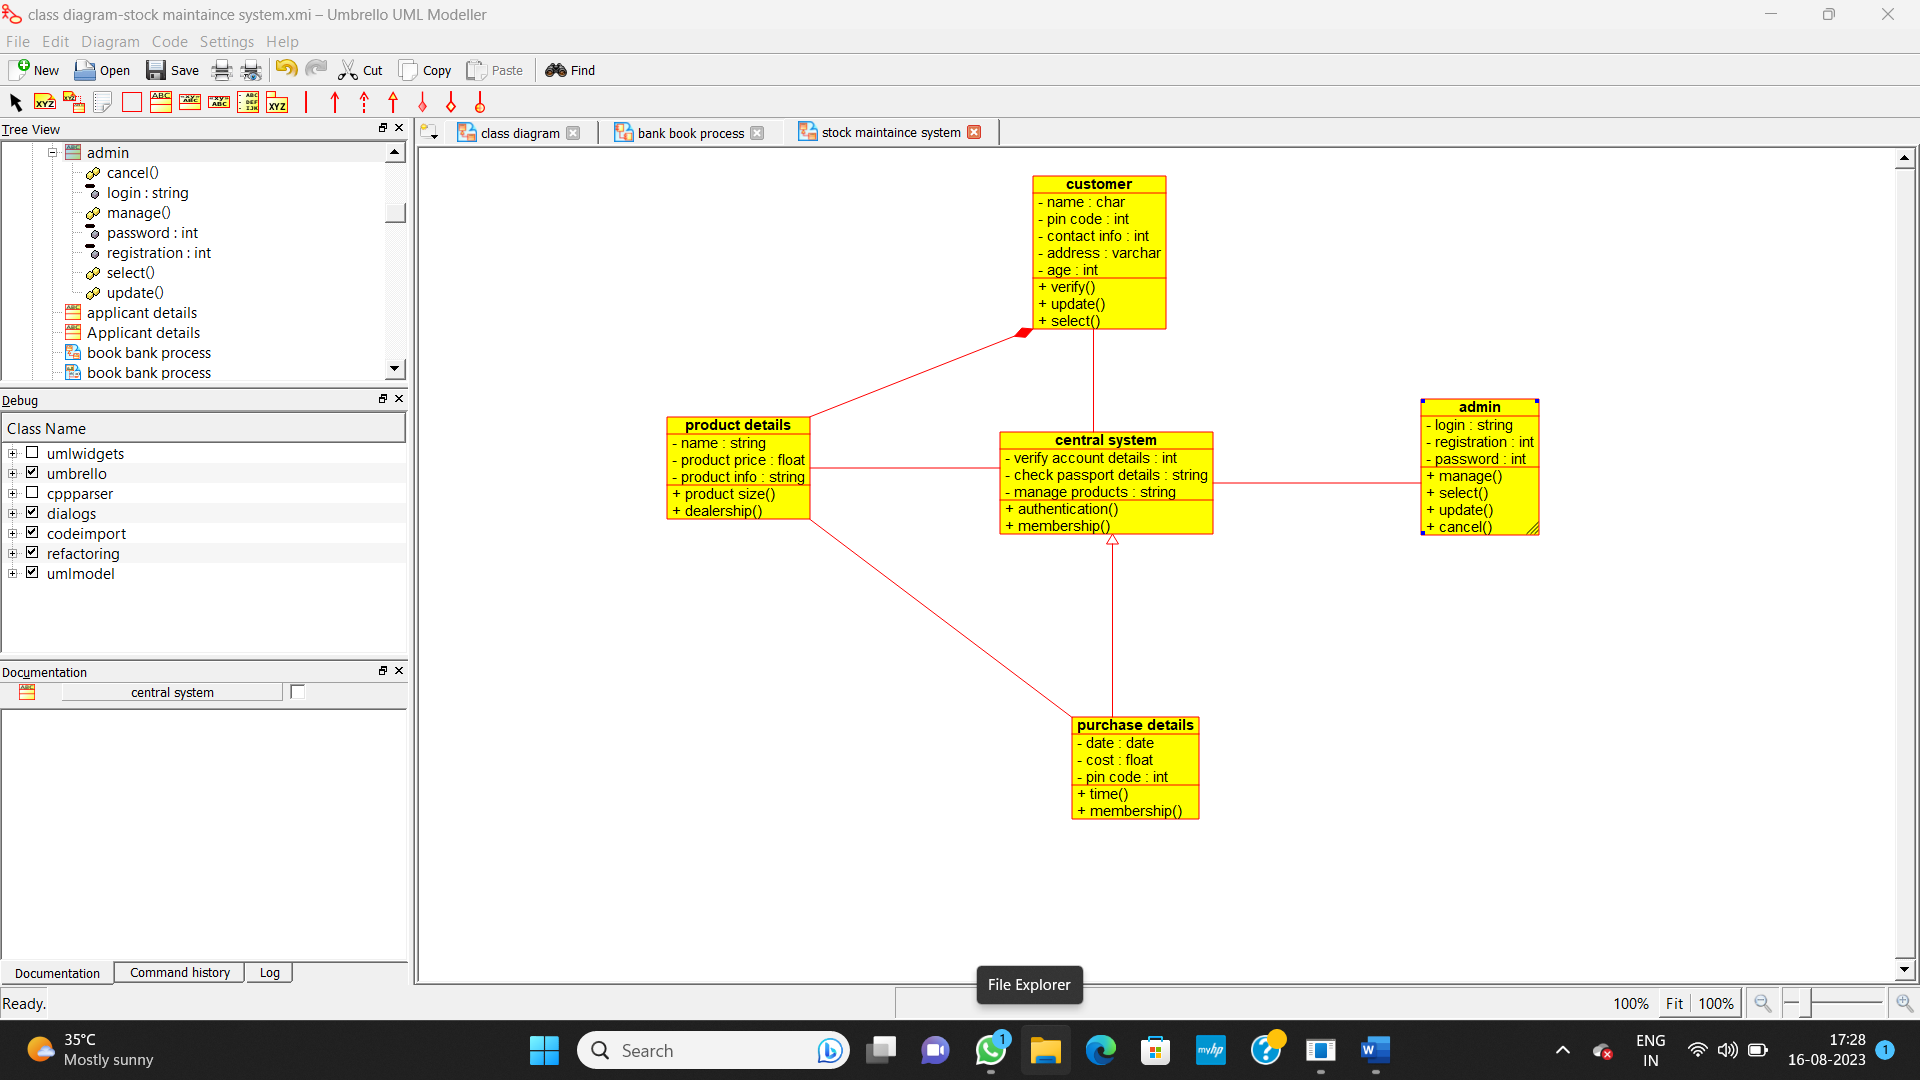 class diagram-stock maintaince system.xmi – Umbrello UML Modeller
File Edit Diagram Code Settings Help
New Open Save Cut Copy Paste Find
Tree View
admin
cancel()
login : string
manage()
password : int
registration : int
select()
update()
applicant details
Applicant details
book bank process
book bank process
Debug
Class Name
umlwidgets
umbrello
cppparser
dialogs
codeimport
refactoring
umlmodel
Documentation
central system
Documentation Command history Log
class diagram bank book process stock maintaince system
customer
- name : char
- pin code : int
- contact info : int
- address : varchar
- age : int
+ verify()
+ update()
+ select()
product details
- name : string
- product price : float
- product info : string
+ product size()
+ dealership()
central system
- verify account details : int
- check passport details : string
- manage products : string
+ authentication()
+ membership()
admin
- login : string
- registration : int
- password : int
+ manage()
+ select()
+ update()
+ cancel()
purchase details
- date : date
- cost : float
- pin code : int
+ time()
+ membership()
File Explorer
Ready.
100% Fit 100%
35°C
Mostly sunny
Search
1
myhp
W
ENG
IN
17:28
16-08-2023
1